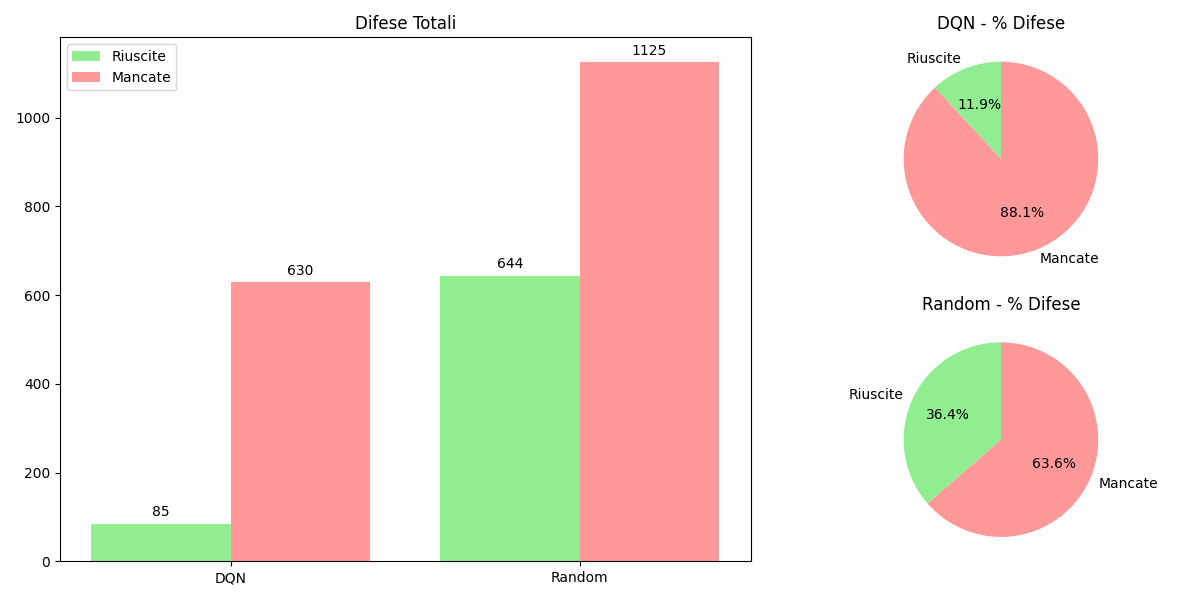 Difese Totali
Riuscite
Mancate
1000
800
600
400
200
0
85
630
644
1125
DQN
Random
DQN - % Difese
Riuscite
11.9%
88.1%
Mancate
Random - % Difese
Riuscite
36.4%
63.6%
Mancate